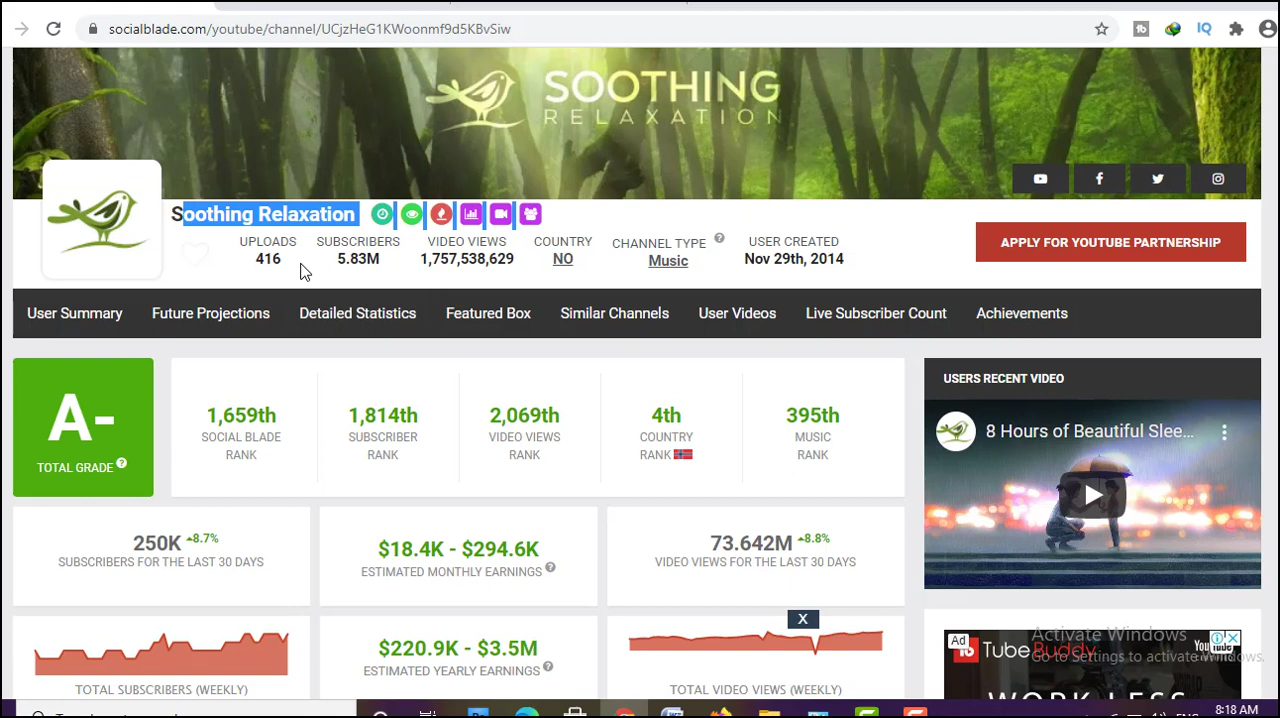 socialblade.com/youtube/channel/UCjzHeG1KWoonmf9d5KBvSiw
SOOTHING
RELAXATION
Soothing Relaxation
UPLOADS
416
SUBSCRIBERS
5.83M
VIDEO VIEWS
1,757,538,629
COUNTRY
NO
CHANNEL TYPE
Music
USER CREATED
Nov 29th, 2014
APPLY FOR YOUTUBE PARTNERSHIP
User Summary
Future Projections
Detailed Statistics
Featured Box
Similar Channels
User Videos
Live Subscriber Count
Achievements
A-
TOTAL GRADE
1,659th
SOCIAL BLADE
RANK
1,814th
SUBSCRIBER
RANK
2,069th
VIDEO VIEWS
RANK
4th
COUNTRY
RANK
395th
MUSIC
RANK
USERS RECENT VIDEO
8 Hours of Beautiful Slee...
250K 8.7%
SUBSCRIBERS FOR THE LAST 30 DAYS
$18.4K - $294.6K
ESTIMATED MONTHLY EARNINGS
73.642M 8.8%
VIDEO VIEWS FOR THE LAST 30 DAYS
TOTAL SUBSCRIBERS (WEEKLY)
$220.9K - $3.5M
ESTIMATED YEARLY EARNINGS
X
TOTAL VIDEO VIEWS (WEEKLY)
Ad
TubeBuddy
Activate Windows
Go to Settings to activate Windows.
WORK LESS
8:18 AM